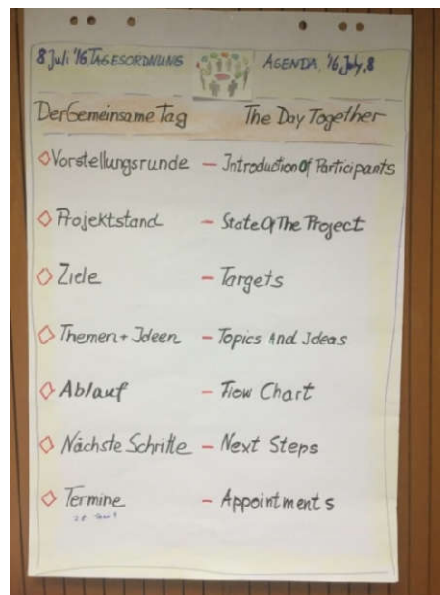 8 Juli '16 TAGESORDNUNG AGENDA, '16 July, 8
Der Gemeinsame Tag The Day Together
Vorstellungsrunde – Introduction Of Participants
Projektstand – State Of The Project
Ziele – Targets
Themen + Ideen – Topics And Ideas
Ablauf – Flow Chart
Nächste Schritte – Next Steps
Termine – Appointments